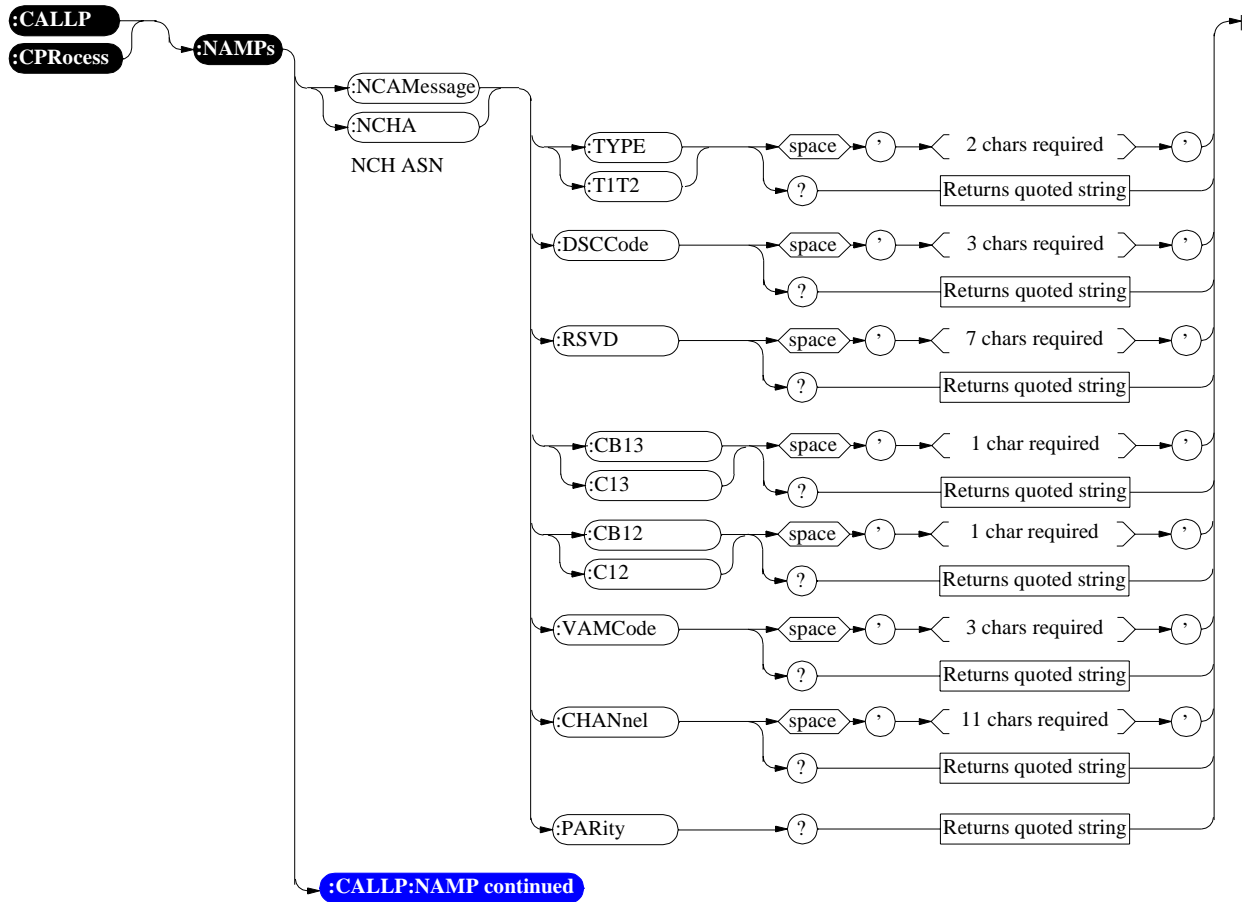 :CALLP
:CPRocess
:NAMPs
:NCAMessage
:NCHA
NCH ASN
:TYPE space ’ 2 chars required ’
:T1T2 ? Returns quoted string
:DSCCode space ’ 3 chars required ’
? Returns quoted string
:RSVD space ’ 7 chars required ’
? Returns quoted string
:CB13 space ’ 1 char required ’
:C13 ? Returns quoted string
:CB12 space ’ 1 char required ’
:C12 ? Returns quoted string
:VAMCode space ’ 3 chars required ’
? Returns quoted string
:CHANnel space ’ 11 chars required ’
? Returns quoted string
:PARity ? Returns quoted string
:CALLP:NAMP continued